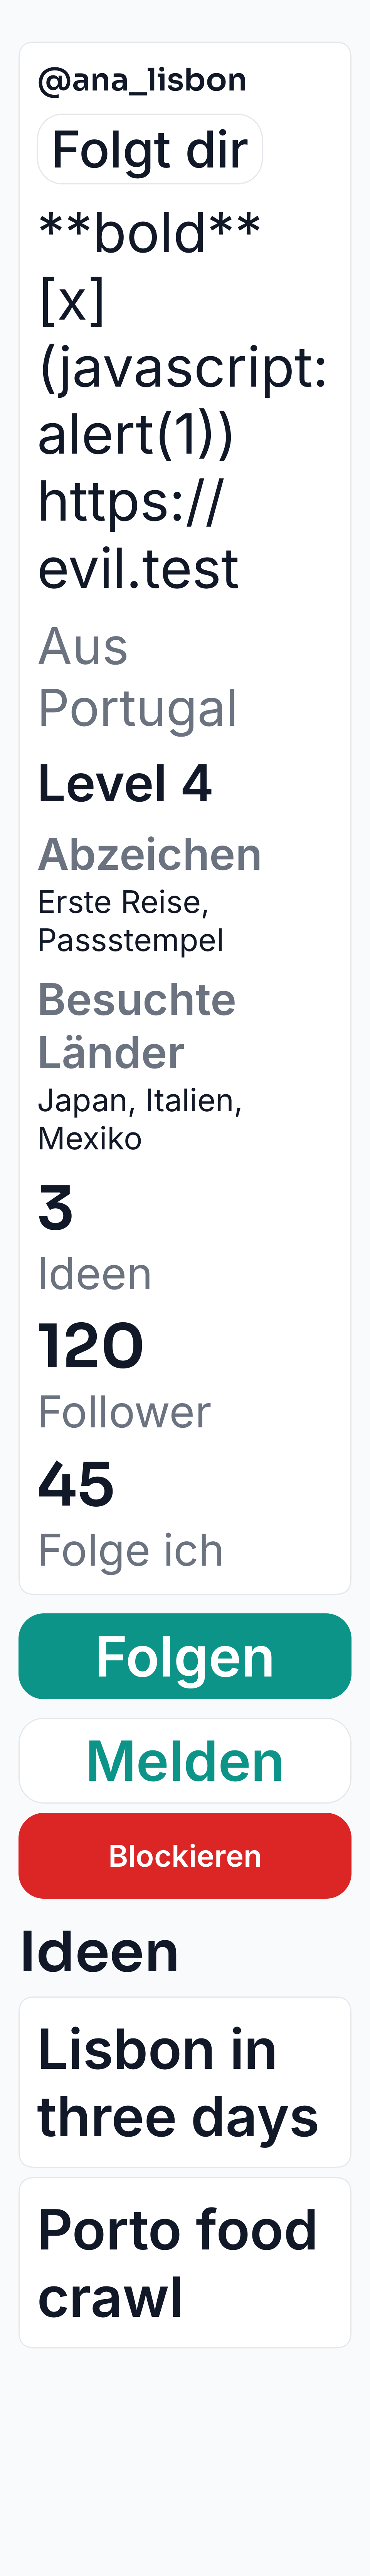 @ana_lisbon
Folgt dir
**bold**
[x]
(javascript:
alert(1))
https://
evil.test
Aus
Portugal
Level 4
Abzeichen
Erste Reise,
Passstempel
Besuchte
Länder
Japan, Italien,
Mexiko
3
Ideen
120
Follower
45
Folge ich
Folgen
Melden
Blockieren
Ideen
Lisbon in
three days
Porto food
crawl